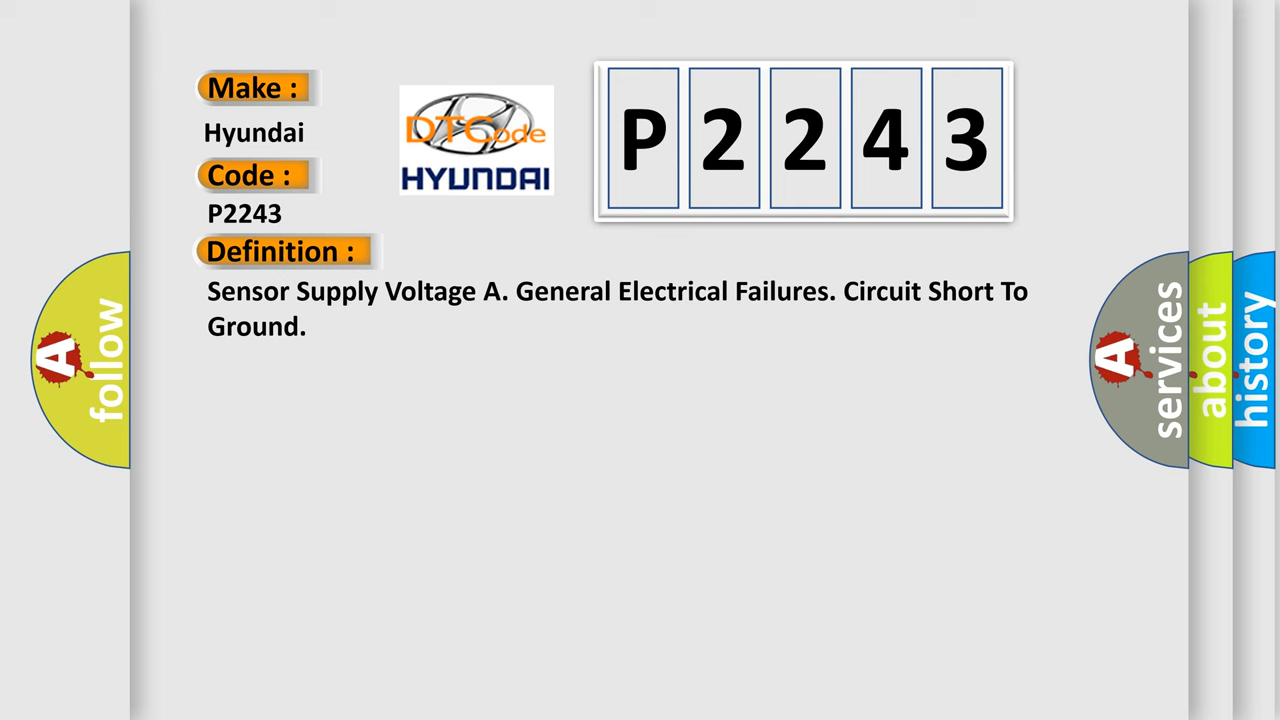 Make :
Hyundai
Code :
P2243
Definition :
Sensor Supply Voltage A. General Electrical Failures. Circuit Short To
Ground.
DTCode
HYUNDAI
P 2 2 4 3
A follow
A services
about
history